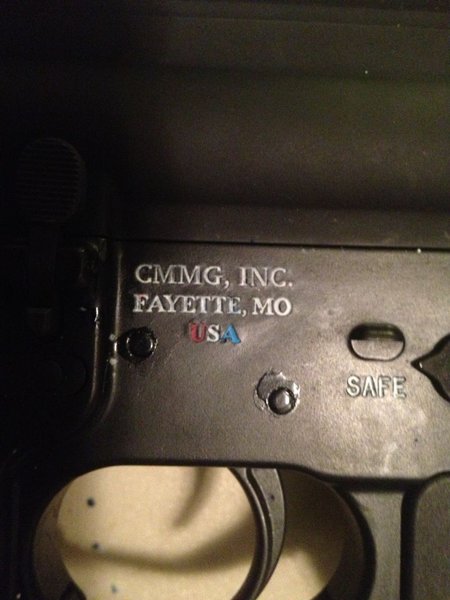 CMMG, INC.
FAYETTE, MO
USA
SAFE